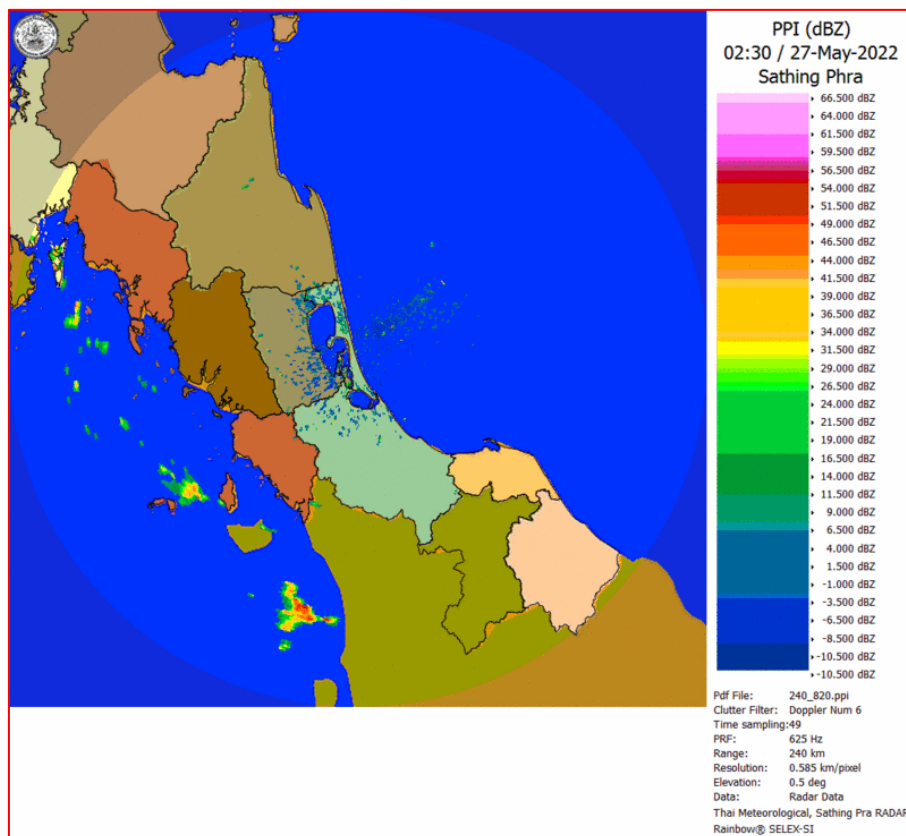 PPI (dBZ)
02:30 / 27-May-2022
Sathing Phra
66.500 dBZ
64.000 dBZ
61.500 dBZ
59.500 dBZ
56.500 dBZ
54.000 dBZ
51.500 dBZ
49.000 dBZ
46.500 dBZ
44.000 dBZ
41.500 dBZ
39.000 dBZ
36.500 dBZ
34.000 dBZ
31.500 dBZ
29.000 dBZ
26.500 dBZ
24.000 dBZ
21.500 dBZ
19.000 dBZ
16.500 dBZ
14.000 dBZ
11.500 dBZ
9.000 dBZ
6.500 dBZ
4.000 dBZ
1.500 dBZ
-1.000 dBZ
-3.500 dBZ
-6.500 dBZ
-8.500 dBZ
-10.500 dBZ
-10.500 dBZ
Pdf File: 240_820.ppi
Clutter Filter: Doppler Num 6
Time sampling:49
PRF: 625 Hz
Range: 240 km
Resolution: 0.585 km/pixel
Elevation: 0.5 deg
Data: Radar Data
Thai Meteorological, Sathing Pra RADAR
Rainbow® SELEX-SI